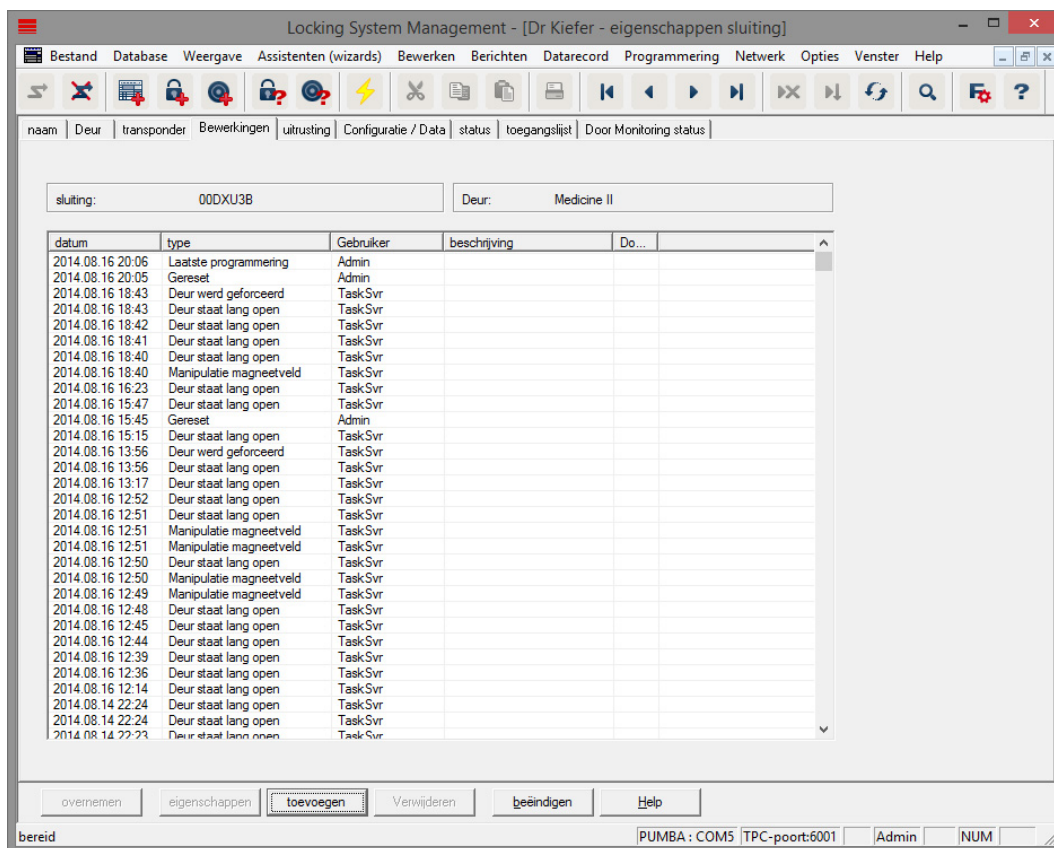 Locking System Management - [Dr Kiefer - eigenschappen sluiting]
Bestand Database Weergave Assistenten (wizards) Bewerken Berichten Datarecord Programmering Netwerk Opties Venster Help
naam Deur transponder Bewerkingen uitrusting Configuratie / Data status toegangslijst Door Monitoring status
sluiting: 00DXU3B Deur: Medicine II
datum type Gebruiker beschrijving Do...
2014.08.16 20:06 Laatste programmering Admin
2014.08.16 20:05 Gereset Admin
2014.08.16 18:43 Deur werd geforceerd TaskSvr
2014.08.16 18:43 Deur staat lang open TaskSvr
2014.08.16 18:42 Deur staat lang open TaskSvr
2014.08.16 18:41 Deur staat lang open TaskSvr
2014.08.16 18:40 Deur staat lang open TaskSvr
2014.08.16 18:40 Manipulatie magneetveld TaskSvr
2014.08.16 16:23 Deur staat lang open TaskSvr
2014.08.16 15:47 Deur staat lang open TaskSvr
2014.08.16 15:45 Gereset Admin
2014.08.16 15:15 Deur staat lang open TaskSvr
2014.08.16 13:56 Deur werd geforceerd TaskSvr
2014.08.16 13:56 Deur staat lang open TaskSvr
2014.08.16 13:17 Deur staat lang open TaskSvr
2014.08.16 12:52 Deur staat lang open TaskSvr
2014.08.16 12:51 Deur staat lang open TaskSvr
2014.08.16 12:51 Manipulatie magneetveld TaskSvr
2014.08.16 12:51 Manipulatie magneetveld TaskSvr
2014.08.16 12:50 Deur staat lang open TaskSvr
2014.08.16 12:50 Manipulatie magneetveld TaskSvr
2014.08.16 12:49 Manipulatie magneetveld TaskSvr
2014.08.16 12:48 Deur staat lang open TaskSvr
2014.08.16 12:45 Deur staat lang open TaskSvr
2014.08.16 12:44 Deur staat lang open TaskSvr
2014.08.16 12:39 Deur staat lang open TaskSvr
2014.08.16 12:36 Deur staat lang open TaskSvr
2014.08.16 12:14 Deur staat lang open TaskSvr
2014.08.14 22:24 Deur staat lang open TaskSvr
2014.08.14 22:24 Deur staat lang open TaskSvr
2014.08.14 22:23 Deur staat lang open TaskSvr
overnemen eigenschappen toevoegen Verwijderen beëindigen Help
bereid PUMBA : COM5 TPC-poort:6001 Admin NUM